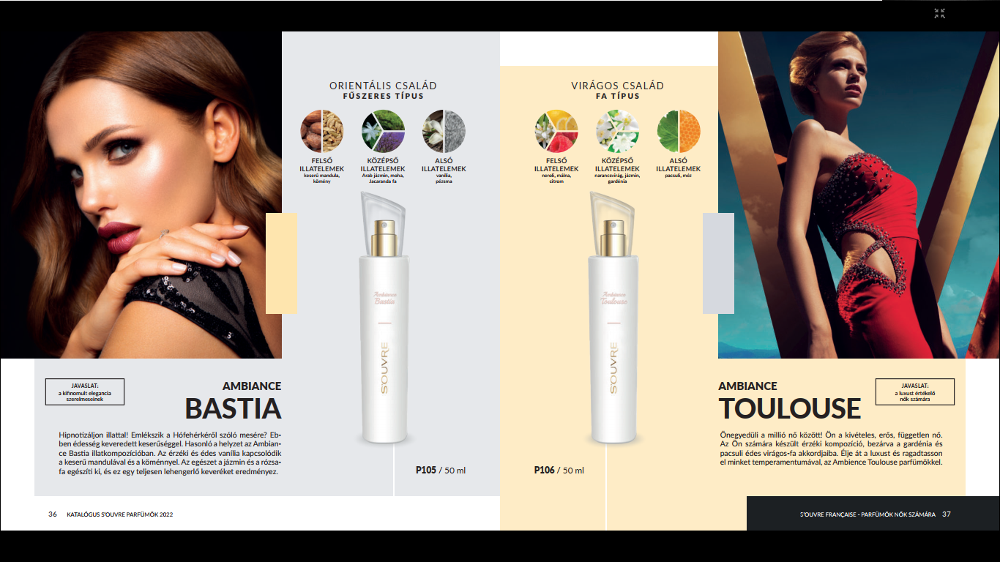 ORIENTÁLIS CSALÁD
FŰSZERES TÍPUS
FELSŐ
ILLATELEMEK
keserű mandula,
kömény
KÖZÉPSŐ
ILLATELEMEK
Arab jázmin, moha,
Jacaranda fa
ALSÓ
ILLATELEMEK
vanília,
pézsma
Ambiance
Bastia
S'OUVRE
JAVASLAT:
a kifinomult elegancia
szerelmeseinek
AMBIANCE
BASTIA
Hipnotizáljon illattal! Emlékszik a Hófehérkéről szóló mesére? Eb-
ben édesség keveredett keserűséggel. Hasonló a helyzet az Ambian-
ce Bastia illatkompozícióban. Az érzéki és édes vanília kapcsolódik
a keserű mandulával és a köménnyel. Az egészet a jázmin és a rózsa-
fa egészíti ki, és ez egy teljesen lehengerlő keveréket eredményez.
P105 / 50 ml
36 KATALÓGUS S'OUVRE PARFÜMÖK 2022
VIRÁGOS CSALÁD
FA TÍPUS
FELSŐ
ILLATELEMEK
neroli, málna,
citrom
KÖZÉPSŐ
ILLATELEMEK
narancsvirág, jázmin,
gardénia
ALSÓ
ILLATELEMEK
pacsuli, méz
Ambiance
Toulouse
S'OUVRE
P106 / 50 ml
AMBIANCE
TOULOUSE
JAVASLAT:
a luxust értékelő
nők számára
Önegyedüli a millió nő között! Ön a kivételes, erős, független nő.
Az Ön számára készült érzéki kompozíció, bezárva a gardénia és
pacsuli édes virágos-fa akkordjaiba. Élje át a luxust és ragadtasson
el minket temperamentumával, az Ambience Toulouse parfümökkel.
S'OUVRE FRANÇAISE - PARFÜMÖK NŐK SZÁMÁRA 37